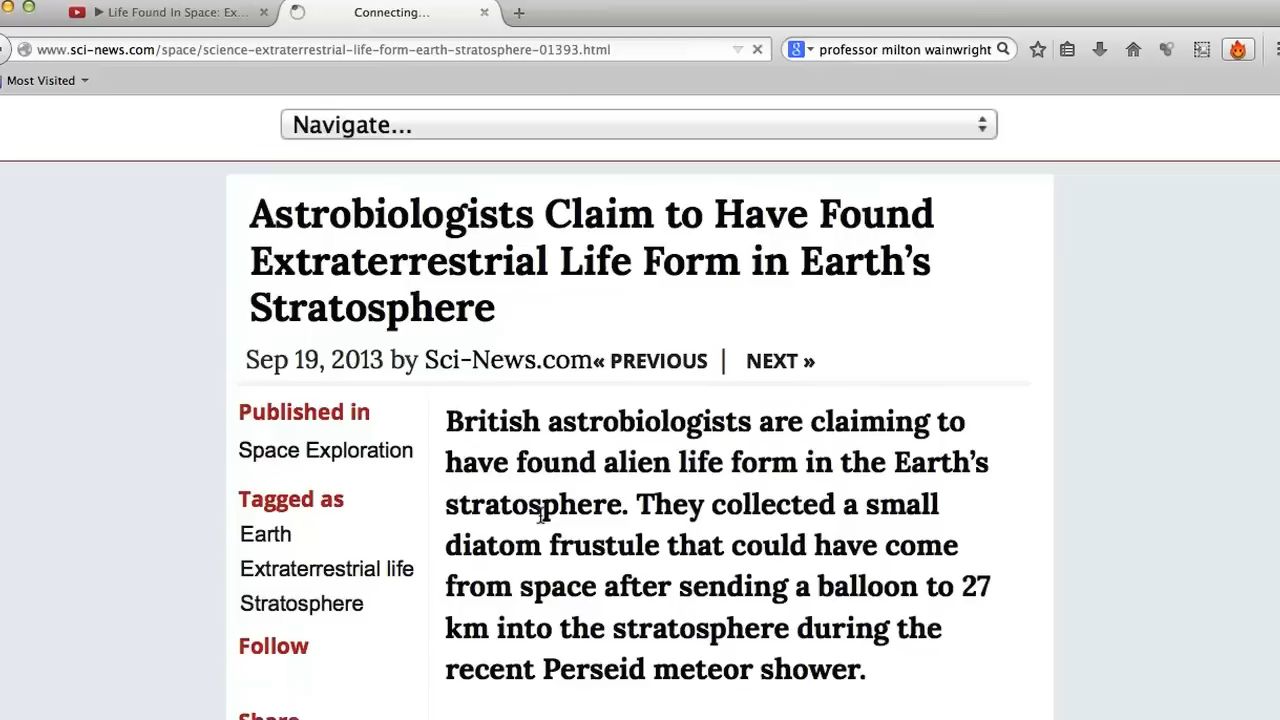 Life Found In Space: Ex...
Connecting...
www.sci-news.com/space/science-extraterrestrial-life-form-earth-stratosphere-01393.html
professor milton wainwright
Most Visited
Navigate...
Astrobiologists Claim to Have Found
Extraterrestrial Life Form in Earth’s
Stratosphere
Sep 19, 2013 by Sci-News.com« PREVIOUS | NEXT »
Published in
Space Exploration
Tagged as
Earth
Extraterrestrial life
Stratosphere
Follow
Share
British astrobiologists are claiming to
have found alien life form in the Earth’s
stratosphere. They collected a small
diatom frustule that could have come
from space after sending a balloon to 27
km into the stratosphere during the
recent Perseid meteor shower.